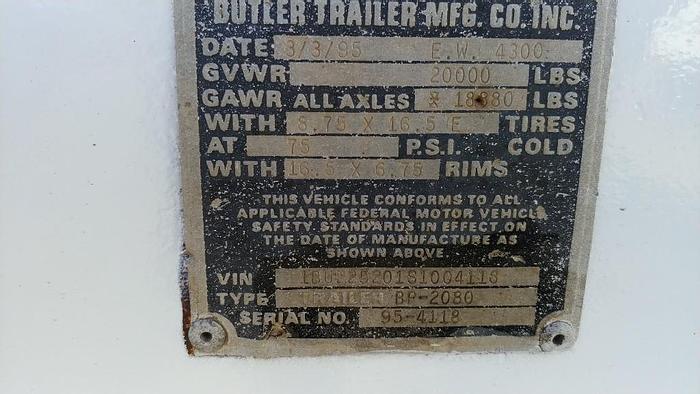 BUTLER TRAILER MFG. CO. INC.
DATE 3/3/95 E.W. 4300
GVWR 20000 LBS
GAWR ALL AXLES 18880 LBS
WITH 8.75 X 16.5 E TIRES
AT 75 P.S.I. COLD
WITH 16.5 X 6.75 RIMS
THIS VEHICLE CONFORMS TO ALL
APPLICABLE FEDERAL MOTOR VEHICLE
SAFETY STANDARDS IN EFFECT ON
THE DATE OF MANUFACTURE AS
SHOWN ABOVE
VIN
TYPE TRAILER BP-2080
SERIAL NO. 95-4118